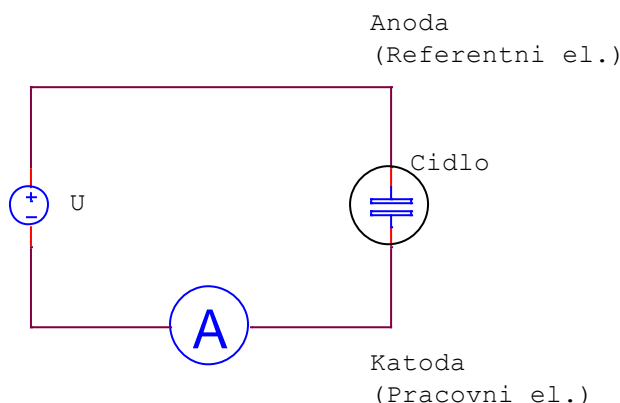 Anoda
(Referentni el.)
Cidlo
+
U
−
A
Katoda
(Pracovni el.)